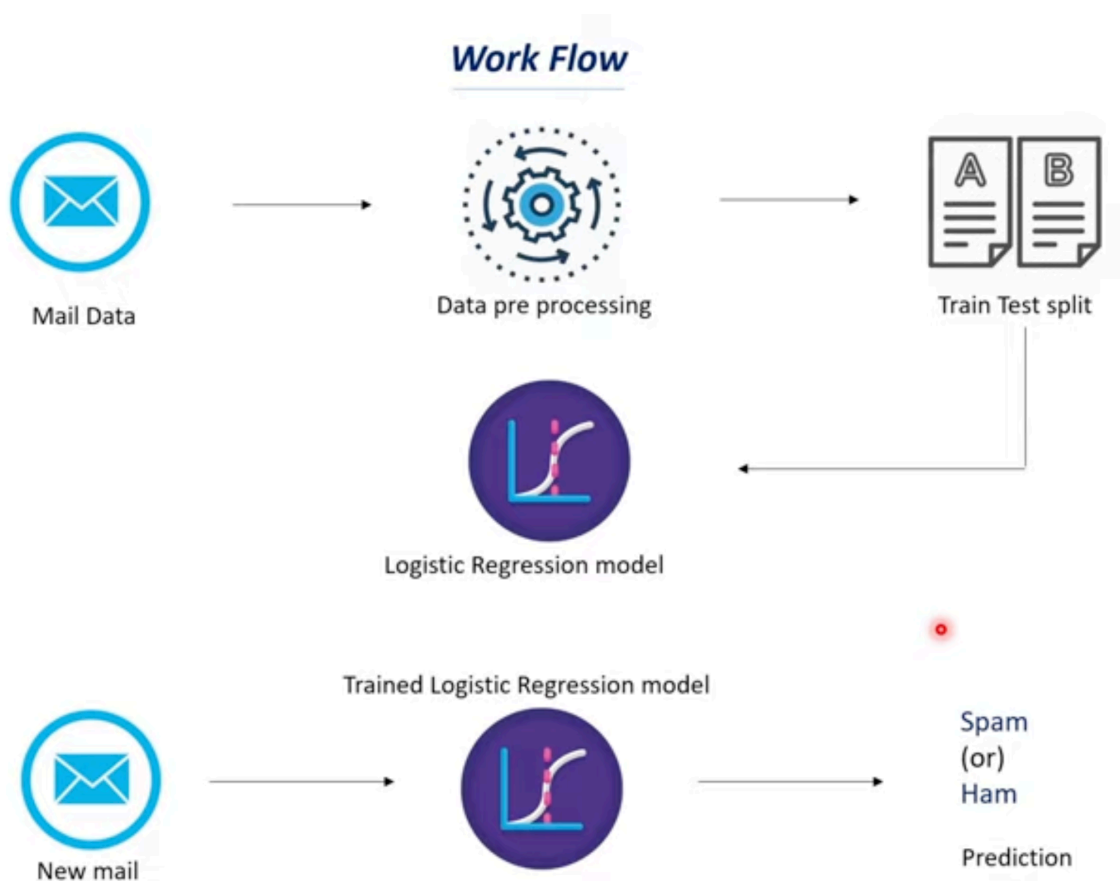 Work Flow
Mail Data
Data pre processing
A B
Train Test split
Logistic Regression model
Trained Logistic Regression model
New mail
Spam
(or)
Ham
Prediction